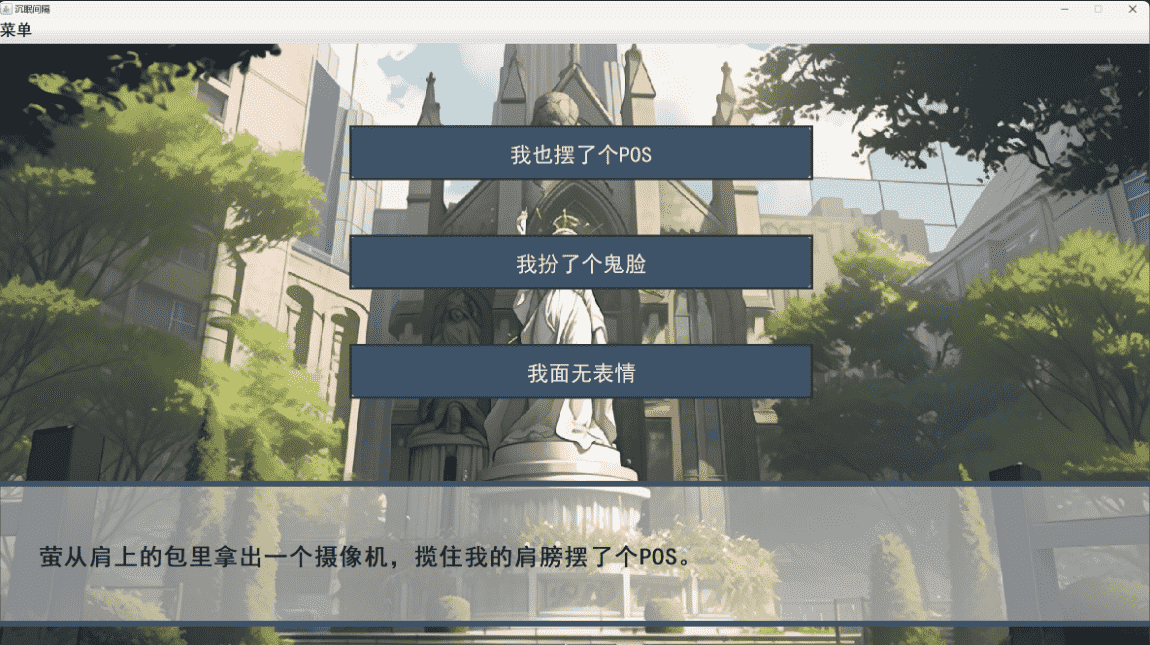 沉眠间隔
菜单
我也摆了个POS
我扮了个鬼脸
我面无表情
萤从肩上的包里拿出一个摄像机，揽住我的肩膀摆了个POS。